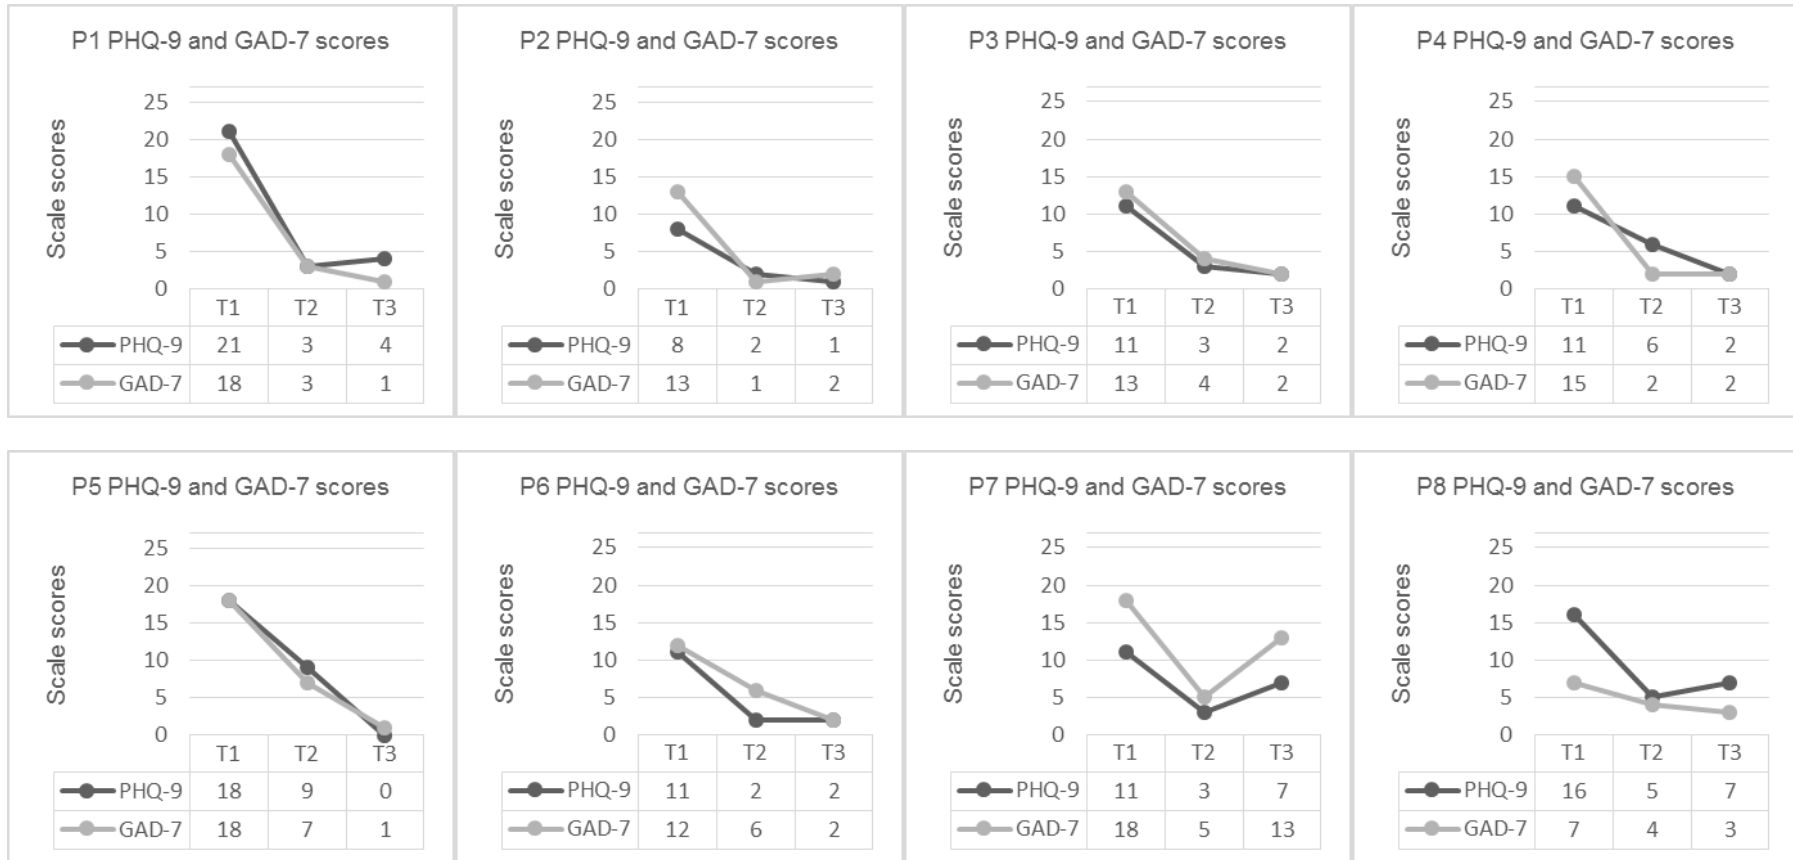 P1 PHQ-9 and GAD-7 scores
Scale scores
25
20
15
10
5
0
T1 T2 T3
PHQ-9 21 3 4
GAD-7 18 3 1
P2 PHQ-9 and GAD-7 scores
Scale scores
25
20
15
10
5
0
T1 T2 T3
PHQ-9 8 2 1
GAD-7 13 1 2
P3 PHQ-9 and GAD-7 scores
Scale scores
25
20
15
10
5
0
T1 T2 T3
PHQ-9 11 3 2
GAD-7 13 4 2
P4 PHQ-9 and GAD-7 scores
Scale scores
25
20
15
10
5
0
T1 T2 T3
PHQ-9 11 6 2
GAD-7 15 2 2
P5 PHQ-9 and GAD-7 scores
Scale scores
25
20
15
10
5
0
T1 T2 T3
PHQ-9 18 9 0
GAD-7 18 7 1
P6 PHQ-9 and GAD-7 scores
Scale scores
25
20
15
10
5
0
T1 T2 T3
PHQ-9 11 2 2
GAD-7 12 6 2
P7 PHQ-9 and GAD-7 scores
Scale scores
25
20
15
10
5
0
T1 T2 T3
PHQ-9 11 3 7
GAD-7 18 5 13
P8 PHQ-9 and GAD-7 scores
Scale scores
25
20
15
10
5
0
T1 T2 T3
PHQ-9 16 5 7
GAD-7 7 4 3